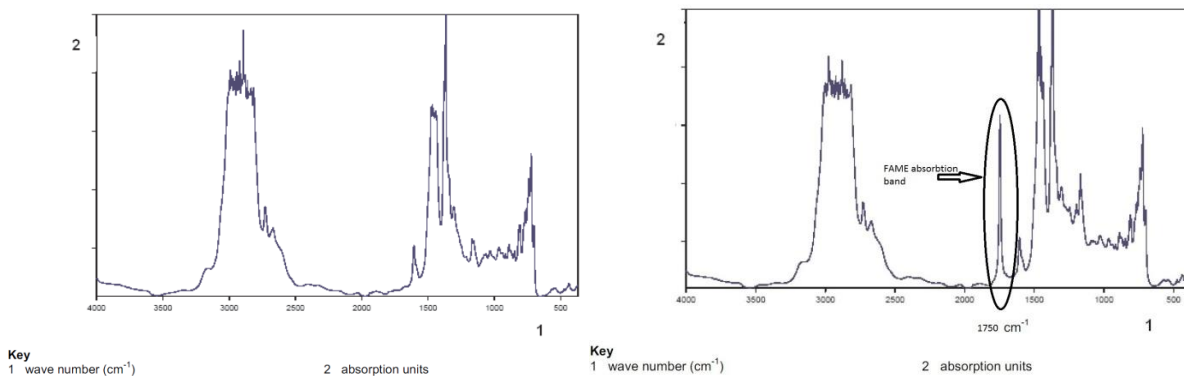 2
4000 3500 3000 2500 2000 1500 1000 500
1
Key
1 wave number (cm⁻¹) 2 absorption units
2
FAME absorbtion
band
4000 3500 3000 2500 2000 1500 1000 500
1750 cm⁻¹
1
Key
1 wave number (cm⁻¹) 2 absorption units